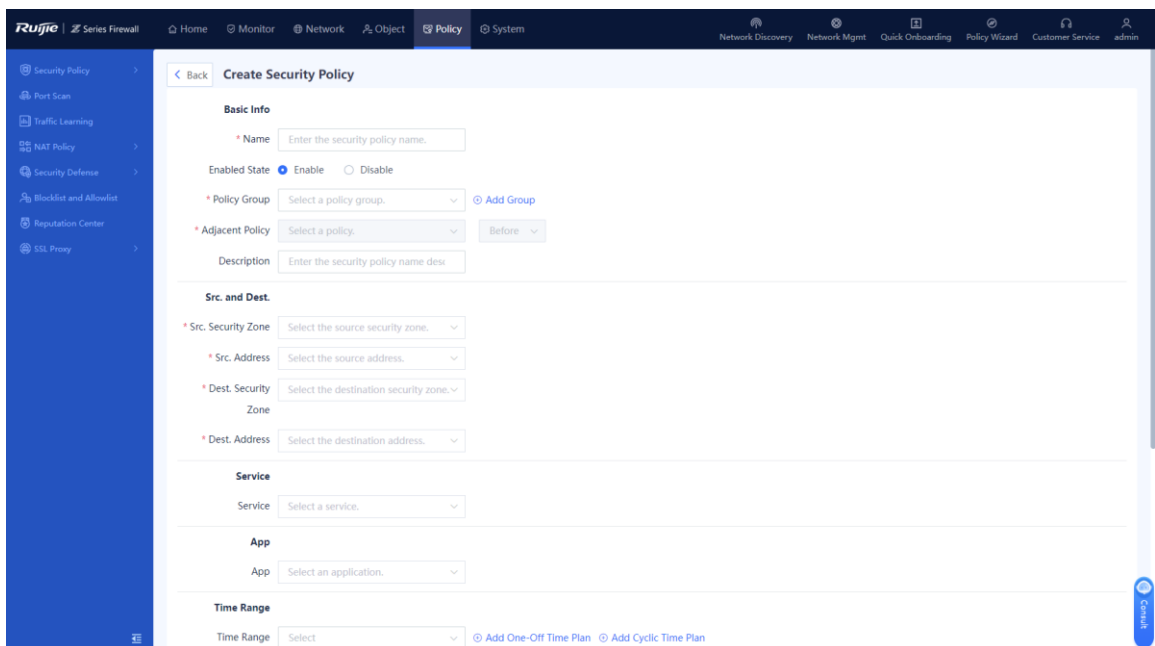 Ruijie | Z Series Firewall
Home Monitor Network Object Policy System
Network Discovery Network Mgmt Quick Onboarding Policy Wizard Customer Service admin
Security Policy
Port Scan
Traffic Learning
NAT Policy
Security Defense
Blocklist and Allowlist
Reputation Center
SSL Proxy
Back Create Security Policy
Basic Info
* Name Enter the security policy name.
Enabled State Enable Disable
* Policy Group Select a policy group. Add Group
* Adjacent Policy Select a policy. Before
Description Enter the security policy name desc
Src. and Dest.
* Src. Security Zone Select the source security zone.
* Src. Address Select the source address.
* Dest. Security Select the destination security zone.
Zone
* Dest. Address Select the destination address.
Service
Service Select a service.
App
App Select an application.
Time Range
Time Range Select Add One-Off Time Plan Add Cyclic Time Plan
Consult